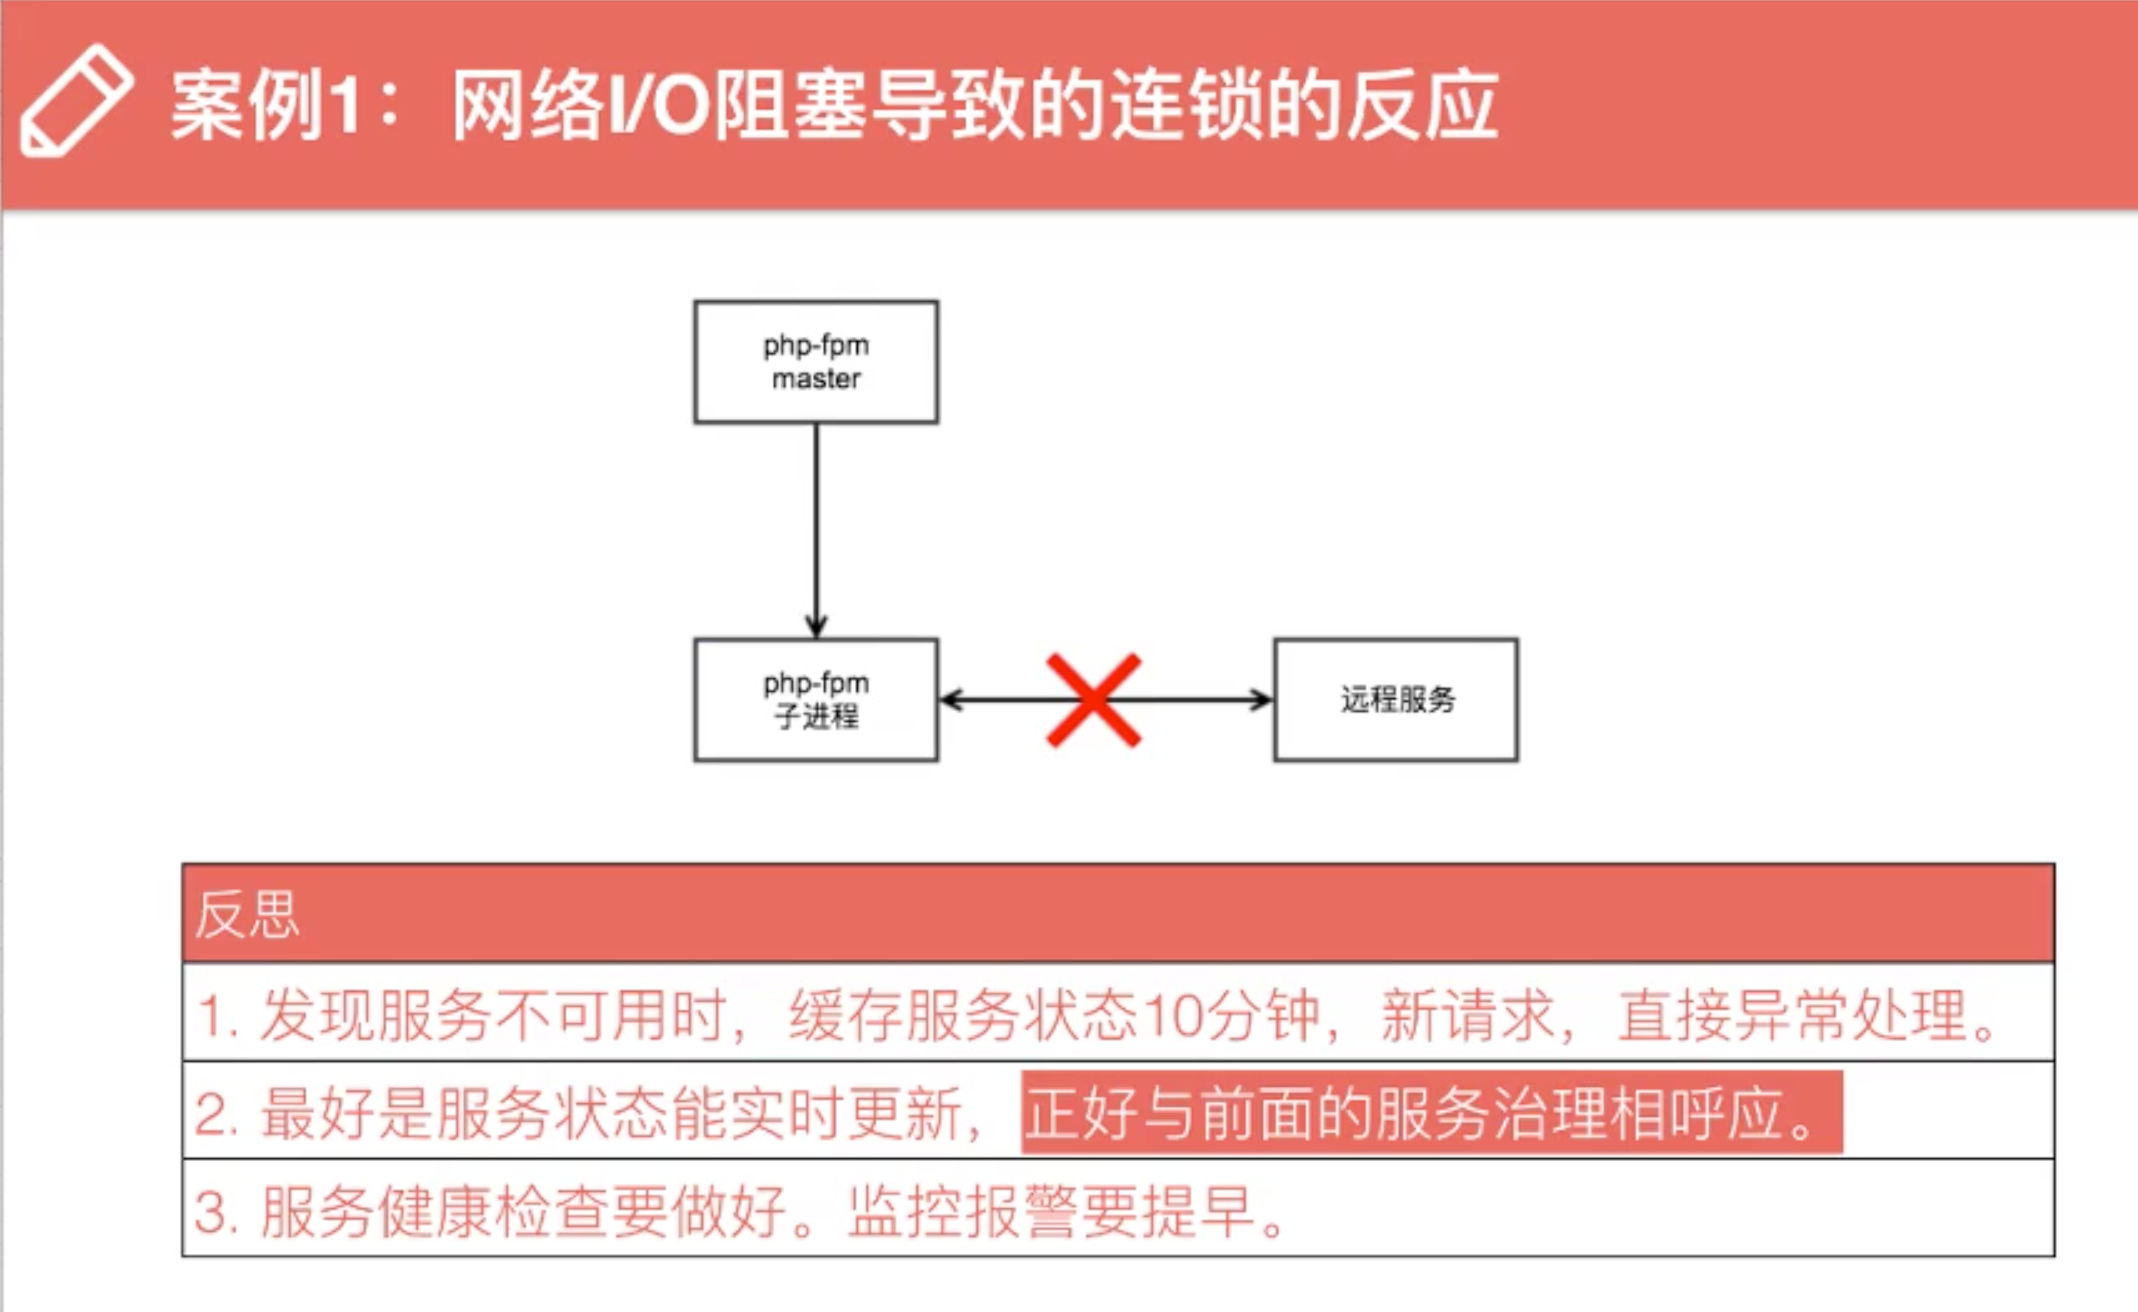 案例1：网络I/O阻塞导致的连锁的反应
php-fpm
master
php-fpm
子进程
远程服务
反思
1. 发现服务不可用时，缓存服务状态10分钟，新请求，直接异常处理。
2. 最好是服务状态能实时更新，正好与前面的服务治理相呼应。
3. 服务健康检查要做好。监控报警要提早。